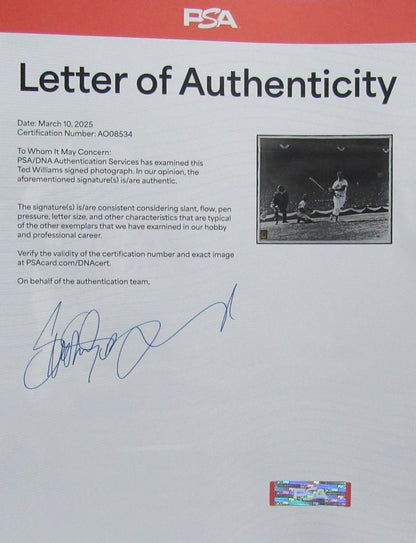 PSA
Letter of Authenticity
Date: March 10, 2025
Certification Number: AO08534
To Whom It May Concern:
PSA/DNA Authentication Services has examined this
Ted Williams signed photograph. In our opinion, the
aforementioned signature(s) is/are authentic.
The signature(s) is/are consistent considering slant, flow, pen
pressure, letter size, and other characteristics that are typical
of the other exemplars that we have examined in our hobby
and professional career.
Verify the validity of the certification number and exact image
at PSAcard.com/DNAcert.
On behalf of the authentication team,